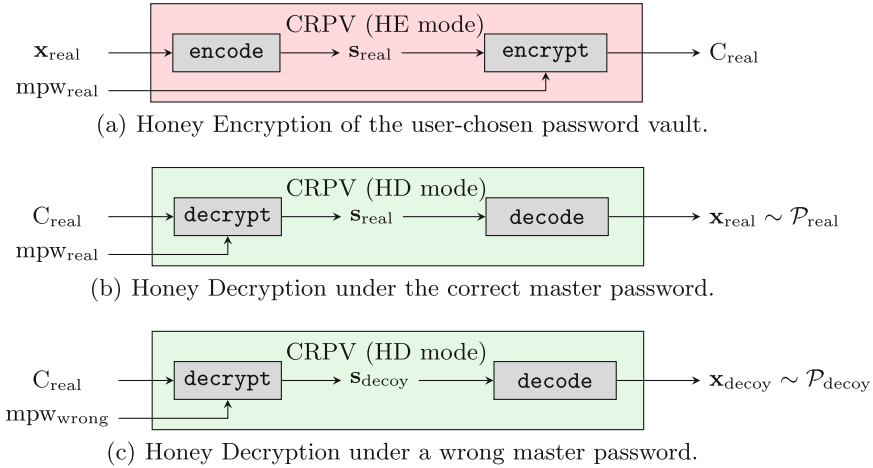 CRPV (HE mode)
x_real encode s_real encrypt C_real
mpw_real
(a) Honey Encryption of the user-chosen password vault.
CRPV (HD mode)
C_real decrypt s_real decode x_real ∼ P_real
mpw_real
(b) Honey Decryption under the correct master password.
CRPV (HD mode)
C_real decrypt s_decoy decode x_decoy ∼ P_decoy
mpw_wrong
(c) Honey Decryption under a wrong master password.